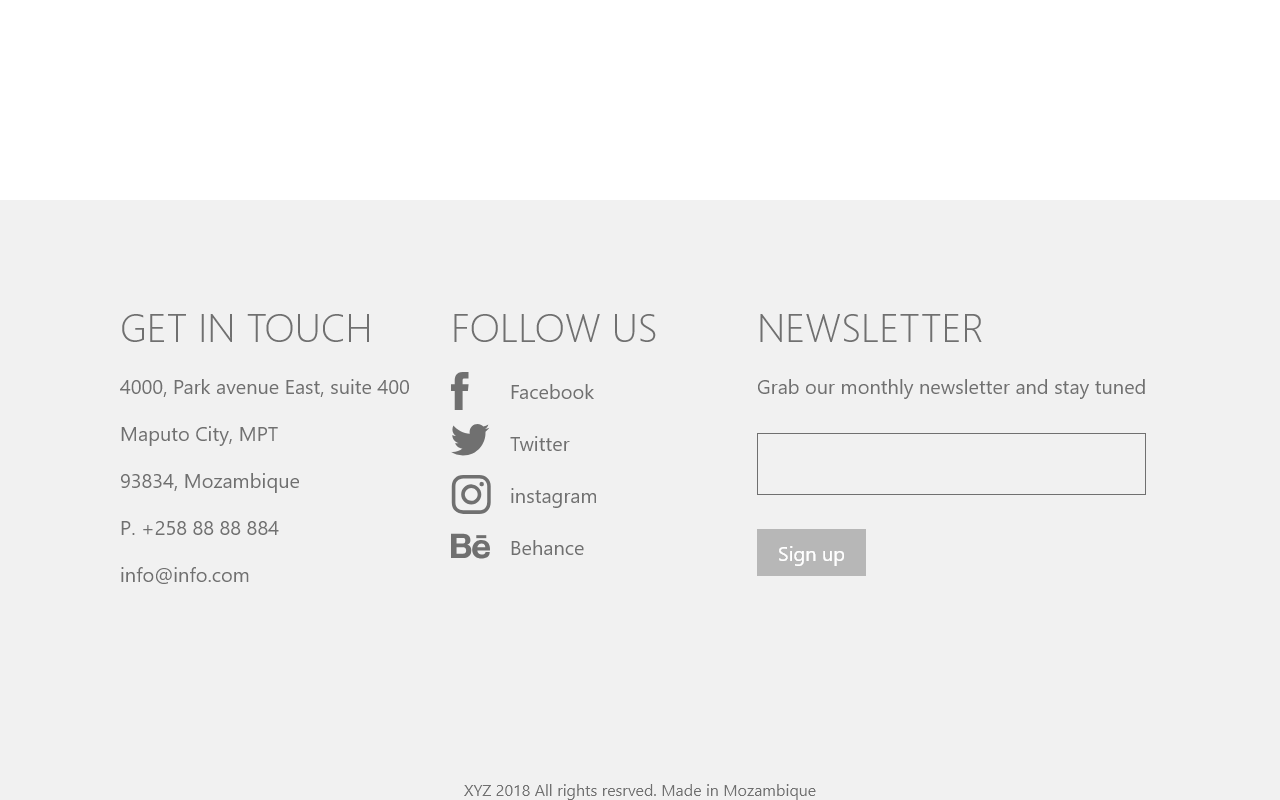 GET IN TOUCH
4000, Park avenue East, suite 400
Maputo City, MPT
93834, Mozambique
P. +258 88 88 884
info@info.com
FOLLOW US
Facebook
Twitter
instagram
Bē Behance
NEWSLETTER
Grab our monthly newsletter and stay tuned
Sign up
XYZ 2018 All rights resrved. Made in Mozambique